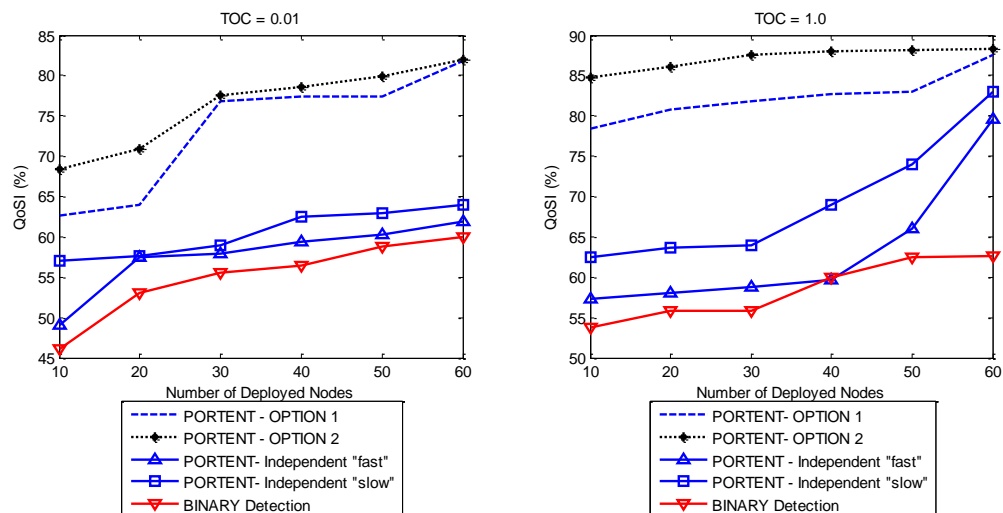 TOC = 0.01
85
80
75
70
65
60
55
50
45
QoSI (%)
10 20 30 40 50 60
Number of Deployed Nodes
PORTENT - OPTION 1
PORTENT - OPTION 2
PORTENT- Independent "fast"
PORTENT- Independent "slow"
BINARY Detection
TOC = 1.0
90
85
80
75
70
65
60
55
50
QoSI (%)
10 20 30 40 50 60
Number of Deployed Nodes
PORTENT - OPTION 1
PORTENT - OPTION 2
PORTENT - Independent "fast"
PORTENT - Independent "slow"
BINARY Detection